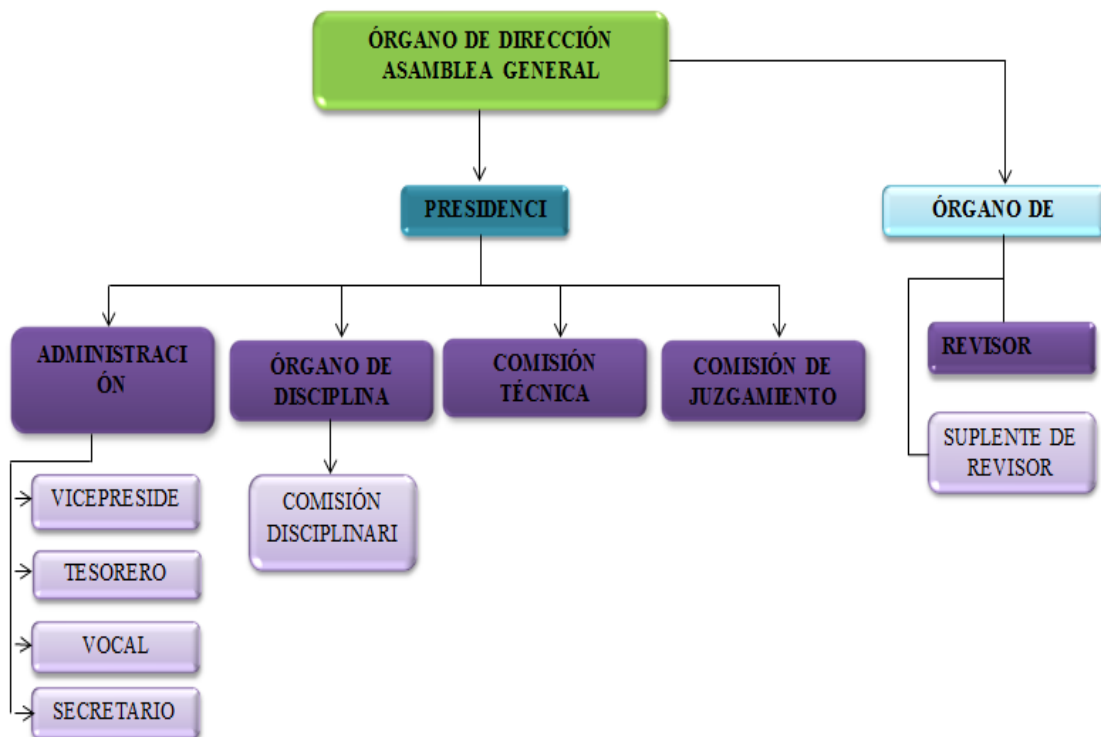 ÓRGANO DE DIRECCIÓN
ASAMBLEA GENERAL
PRESIDENCI
ÓRGANO DE
ADMINISTRACI
ÓN
ÓRGANO DE
DISCIPLINA
COMISIÓN
TÉCNICA
COMISIÓN DE
JUZGAMIENTO
REVISOR
SUPLENTE DE
REVISOR
VICEPRESIDE
COMISIÓN
DISCIPLINARI
TESORERO
VOCAL
SECRETARIO